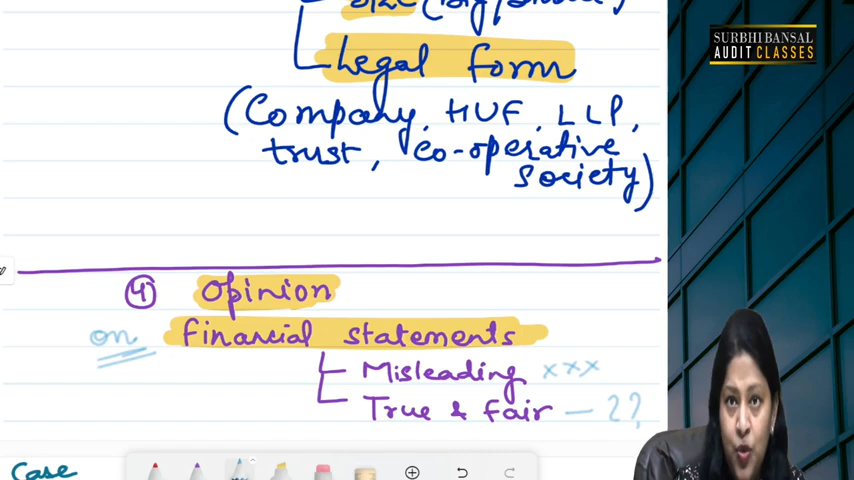 SURBHI BANSAL
AUDIT CLASSES
Legal form
(Company, HUF, LLP,
trust, Co-operative
Society)
④ Opinion
on financial statements
Misleading xxx
True & fair — ??
Case